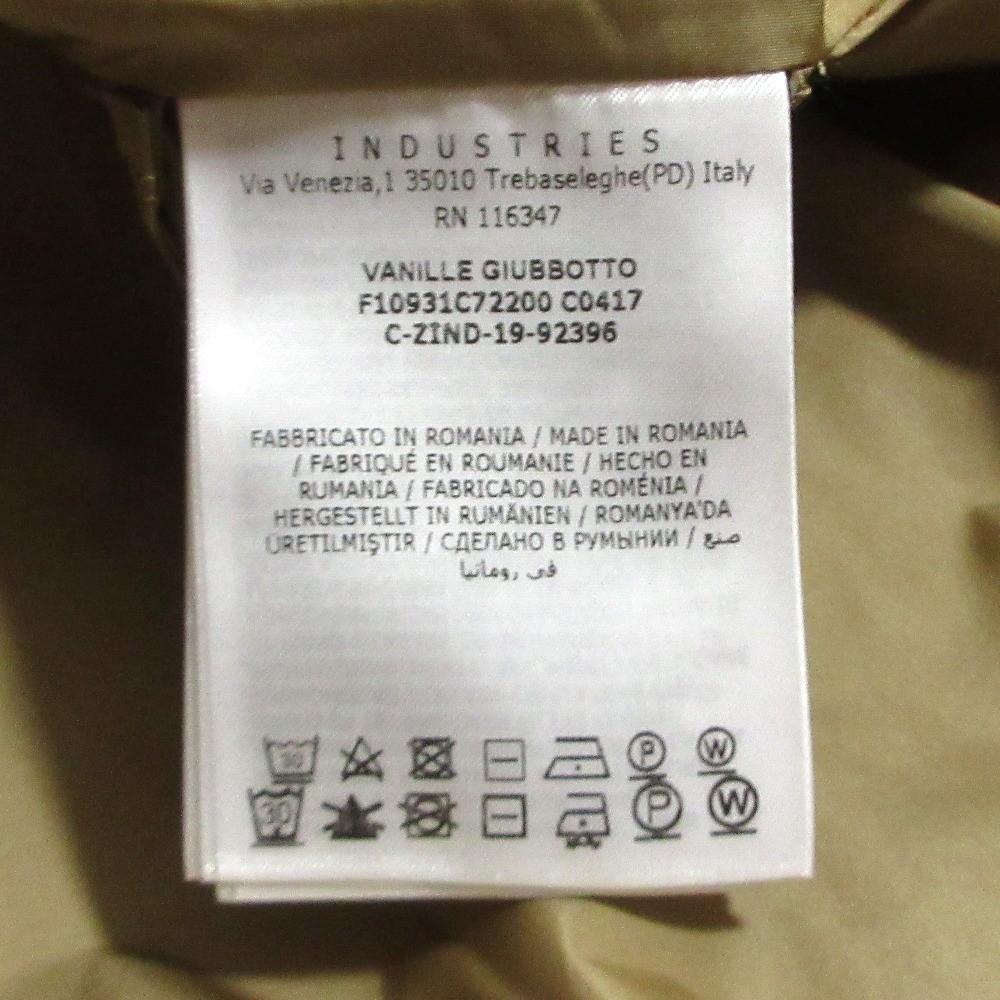 INDUSTRIES
Via Venezia,1 35010 Trebaseleghe(PD) Italy
RN 116347
VANILLE GIUBBOTTO
F10931C72200 C0417
C-ZIND-19-92396
FABBRICATO IN ROMANIA / MADE IN ROMANIA
/ FABRIQUÉ EN ROUMANIE / HECHO EN
RUMANIA / FABRICADO NA ROMÉNIA /
HERGESTELLT IN RUMÄNIEN / ROMANYA'DA
ÜRETILMIŞTIR / СДЕЛАНО В РУМЫНИИ / صنع
في رومانيا
30 P W
30 P W